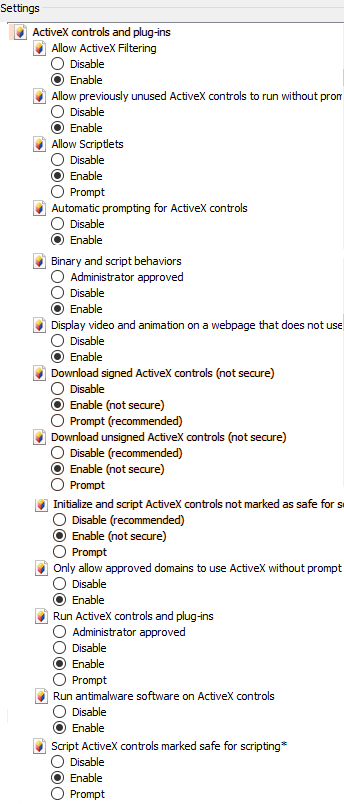 Settings
ActiveX controls and plug-ins
Allow ActiveX Filtering
Disable
Enable
Allow previously unused ActiveX controls to run without prom
Disable
Enable
Allow Scriptlets
Disable
Enable
Prompt
Automatic prompting for ActiveX controls
Disable
Enable
Binary and script behaviors
Administrator approved
Disable
Enable
Display video and animation on a webpage that does not use
Disable
Enable
Download signed ActiveX controls (not secure)
Disable
Enable (not secure)
Prompt (recommended)
Download unsigned ActiveX controls (not secure)
Disable (recommended)
Enable (not secure)
Prompt
Initialize and script ActiveX controls not marked as safe for s
Disable (recommended)
Enable (not secure)
Prompt
Only allow approved domains to use ActiveX without prompt
Disable
Enable
Run ActiveX controls and plug-ins
Administrator approved
Disable
Enable
Prompt
Run antimalware software on ActiveX controls
Disable
Enable
Script ActiveX controls marked safe for scripting*
Disable
Enable
Prompt